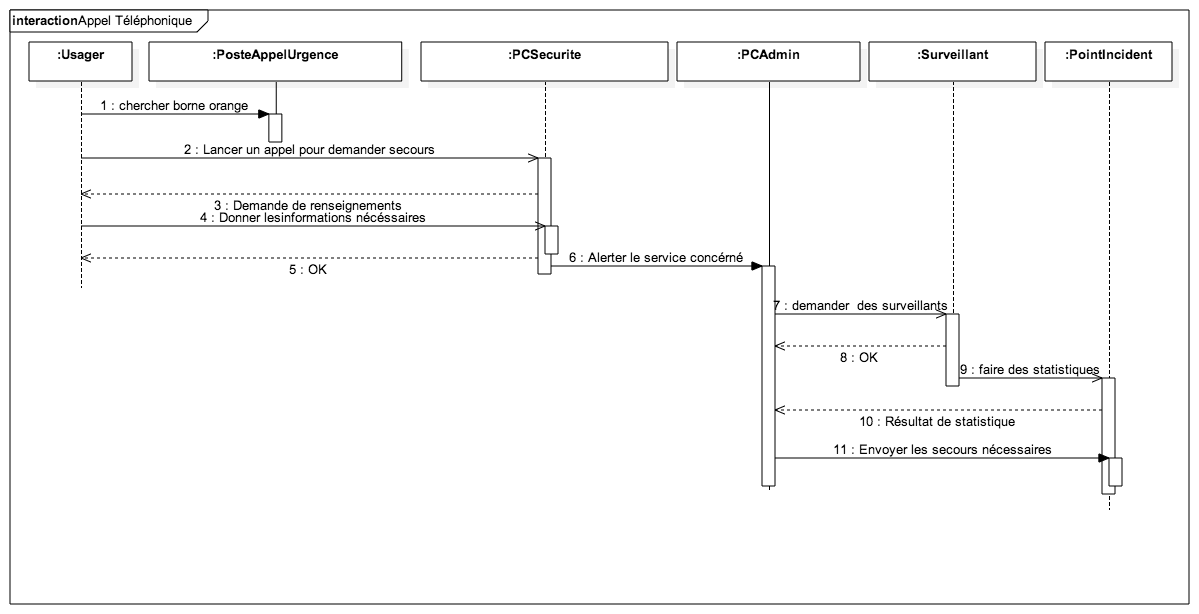 interactionAppel Téléphonique
:Usager
:PosteAppelUrgence
:PCSecurite
:PCAdmin
:Surveillant
:PointIncident
1 : chercher borne orange
2 : Lancer un appel pour demander secours
3 : Demande de renseignements
4 : Donner lesinformations nécéssaires
5 : OK
6 : Alerter le service concérné
7 : demander des surveillants
8 : OK
9 : faire des statistiques
10 : Résultat de statistique
11 : Envoyer les secours nécessaires